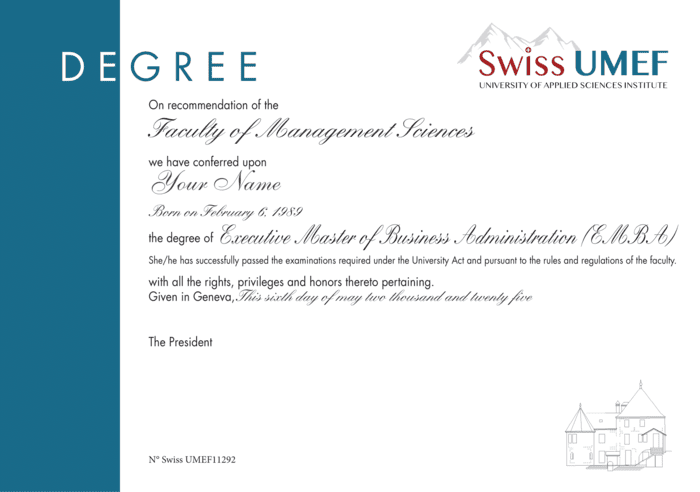 DEGREE
Swiss UMEF
UNIVERSITY OF APPLIED SCIENCES INSTITUTE
On recommendation of the
Faculty of Management Sciences
we have conferred upon
Your Name
Born on February 6, 1989
the degree of Executive Master of Business Administration (EMBA)
She/he has successfully passed the examinations required under the University Act and pursuant to the rules and regulations of the faculty.
with all the rights, privileges and honors thereto pertaining.
Given in Geneva, This sixth day of may two thousand and twenty five
The President
N° Swiss UMEF11292